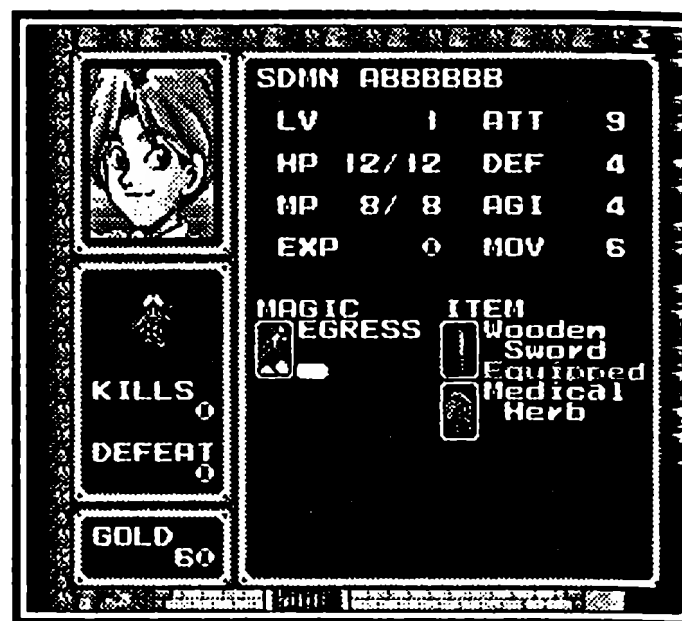 SDMN ABBBBBB
LV 1 ATT 9
HP 12/12 DEF 4
MP 8/ 8 AGI 4
EXP 0 MOV 6
MAGIC ITEM
EGRESS Wooden
Sword
Equipped
Medical
Herb
KILLS
0
DEFEAT
0
GOLD
60